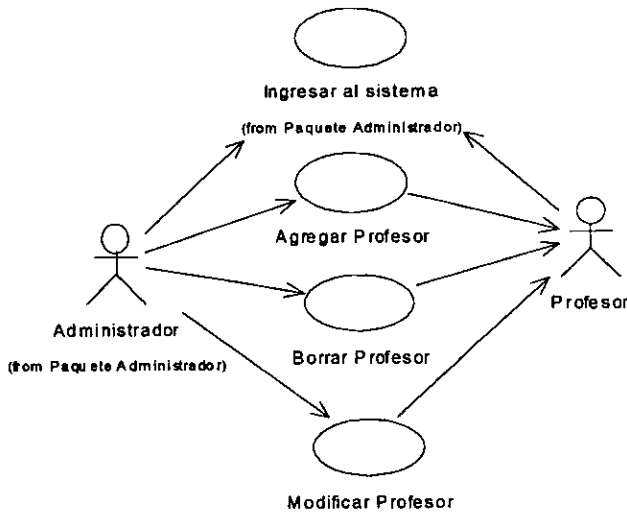 Ingresar al sistema
(from Paquete Administrador)
Agregar Profesor
Administrador
(from Paquete Administrador)
Profesor
Borrar Profesor
Modificar Profesor